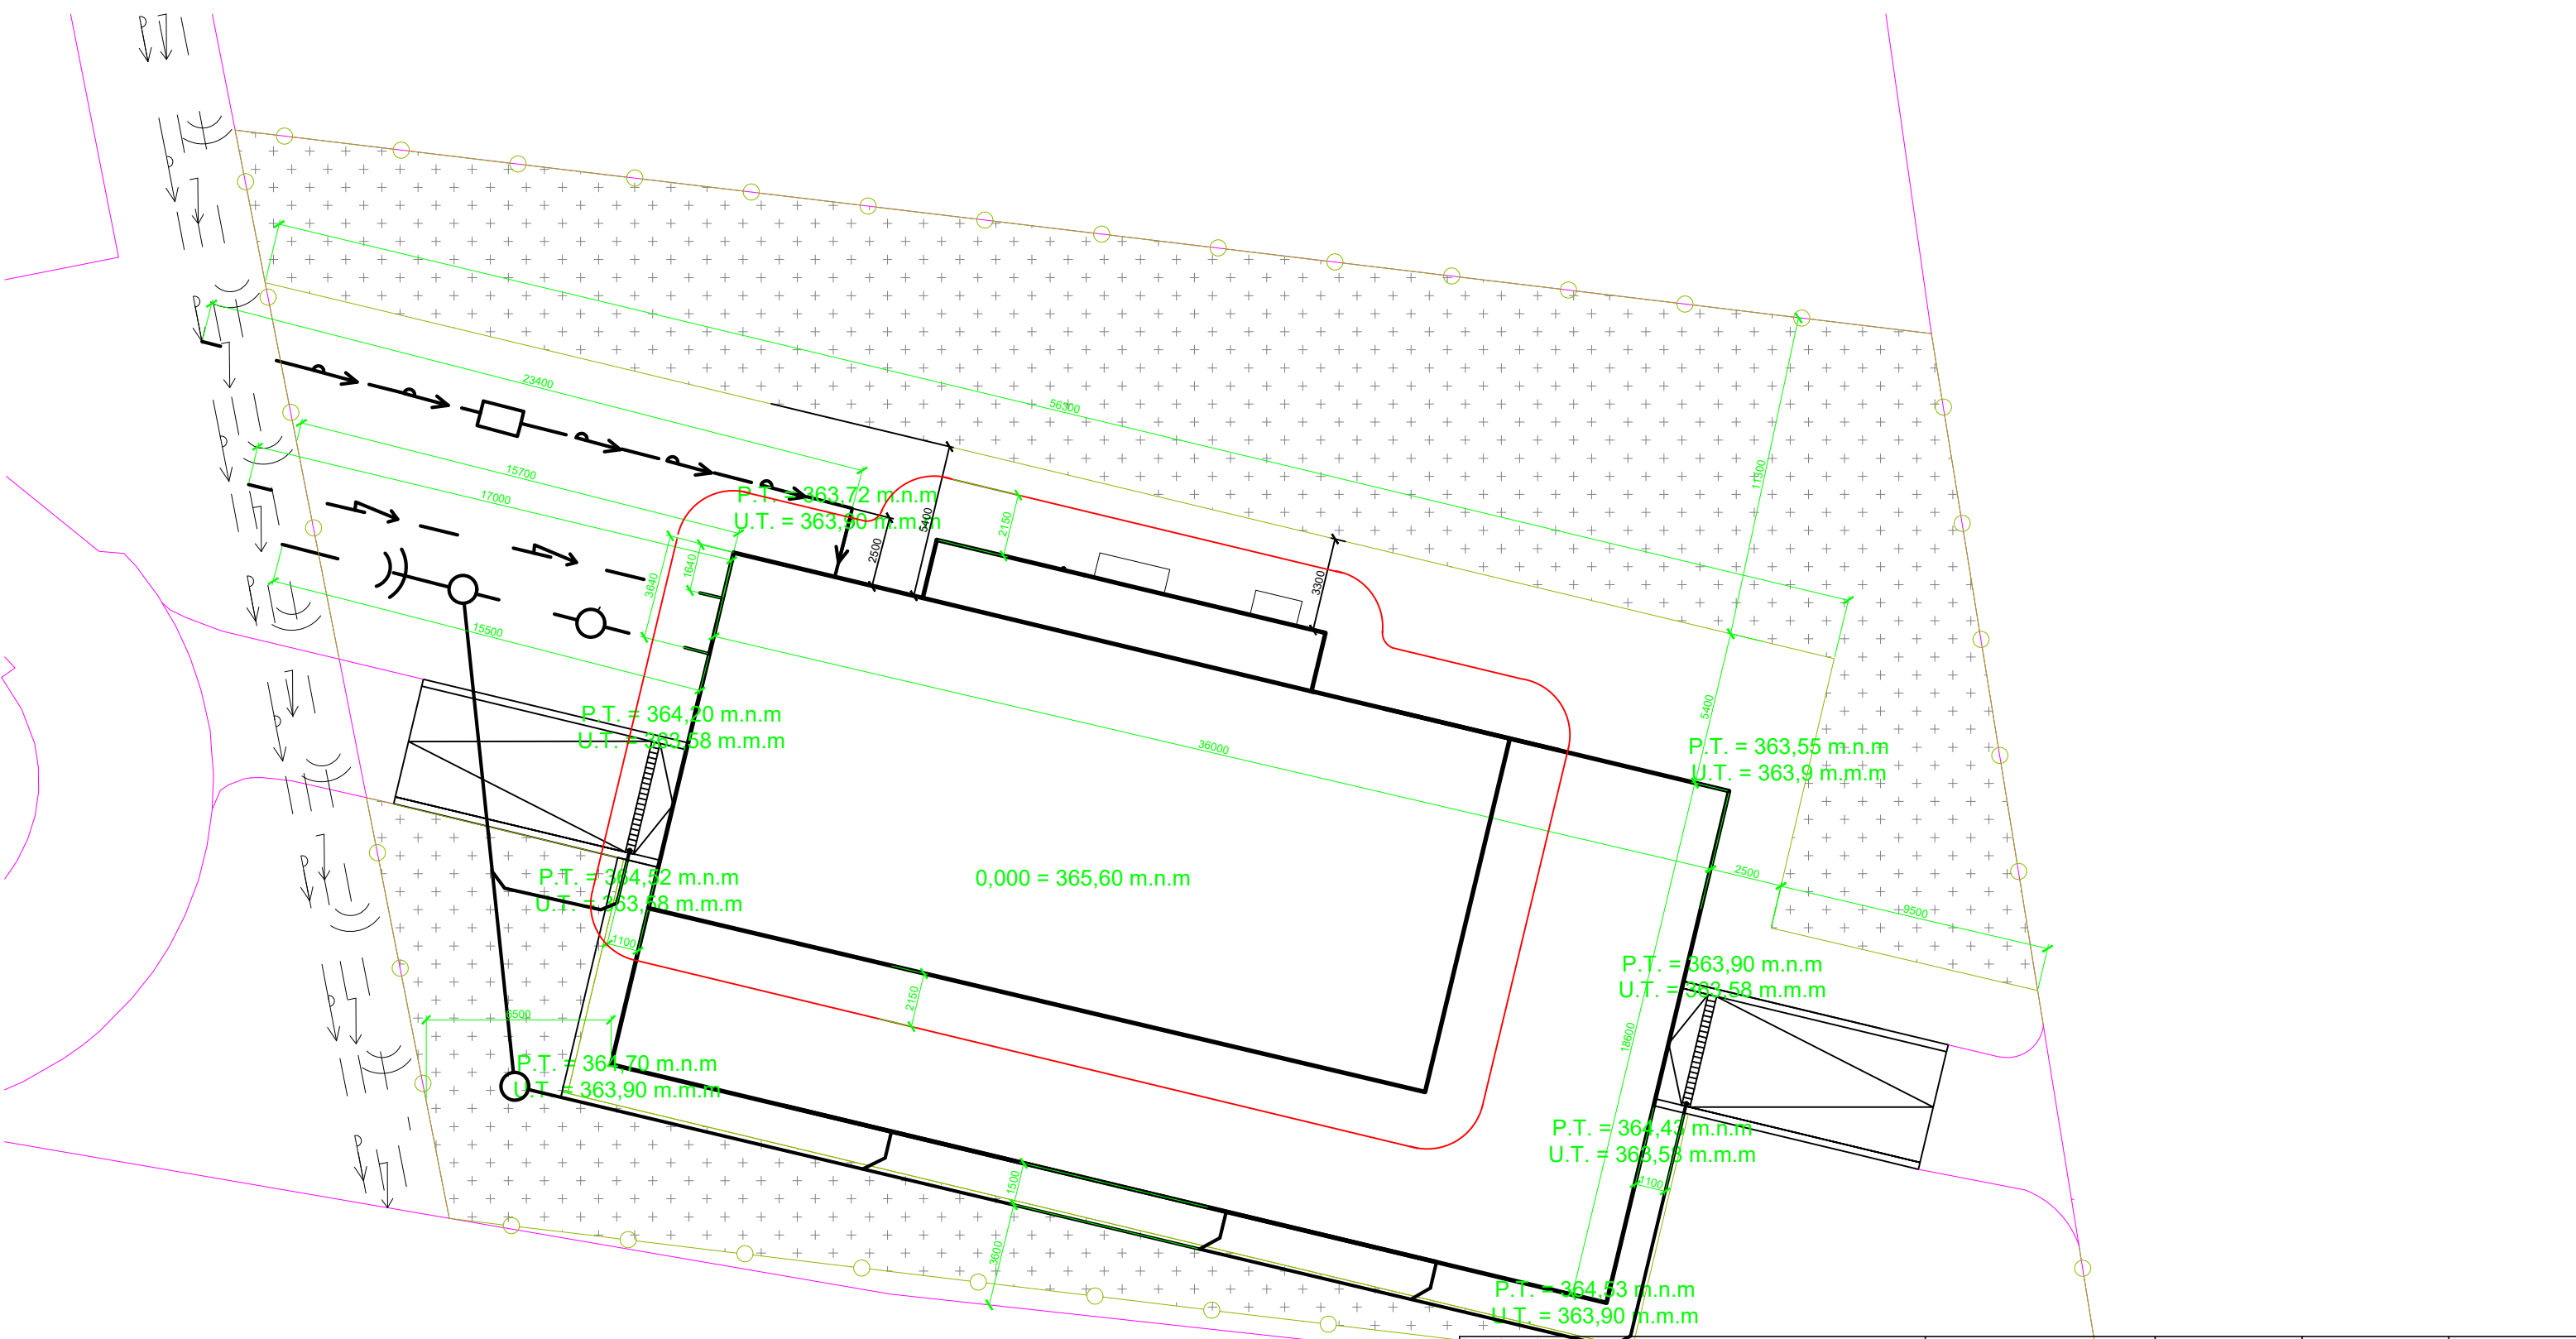 23400
56300
11300
15700
17000
P.T. = 363,72 m.n.m
U.T. = 363,90 m.m.m
5400
2500
2150
3300
1640
3640
15500
5400
P.T. = 364,20 m.n.m
U.T. = 363,58 m.m.m
36000
P.T. = 363,55 m.n.m
U.T. = 363,9 m.m.m
0,000 = 365,60 m.n.m
P.T. = 364,52 m.n.m
U.T. = 363,58 m.m.m
2500
9500
1100
2150
P.T. = 363,90 m.n.m
U.T. = 363,58 m.m.m
6500
18600
P.T. = 364,70 m.n.m
U.T. = 363,90 m.m.m
P.T. = 364,43 m.n.m
U.T. = 363,58 m.m.m
1500
1100
3600
P.T. = 364,53 m.n.m
U.T. = 363,90 m.m.m